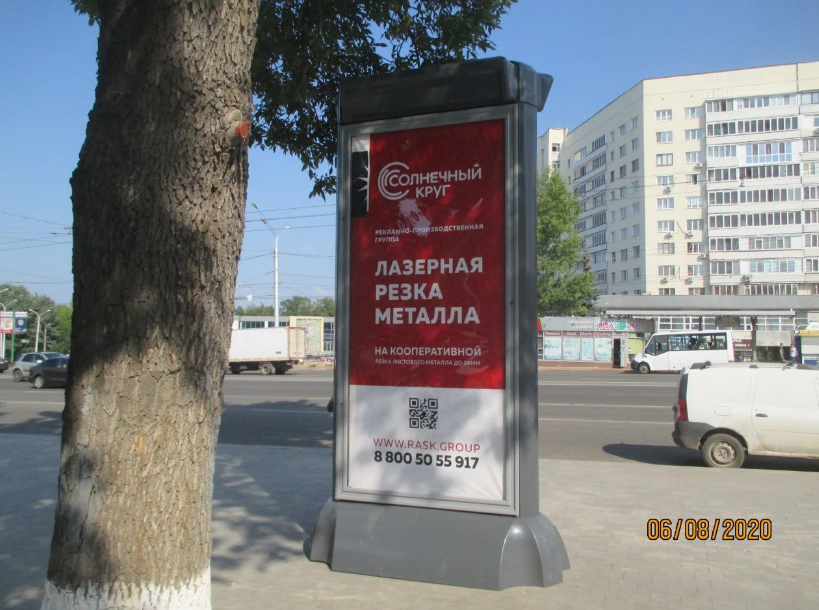 СОЛНЕЧНЫЙ
КРУГ
РЕКЛАМНО-ПРОИЗВОДСТВЕННАЯ
ГРУППА
ЛАЗЕРНАЯ
РЕЗКА
МЕТАЛЛА
НА КООПЕРАТИВНОЙ
РЕЗКА ЛИСТОВОГО МЕТАЛЛА ДО 24ММ
WWW.RASK.GROUP
8 800 50 55 917
06/08/2020